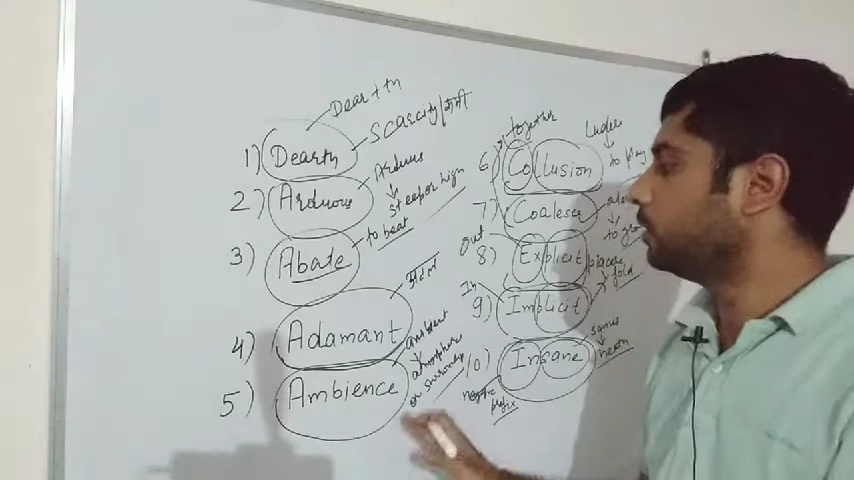 Dear + th
1) Dearth
Scarcity/कमी
2) Arduous
Arduus
steep or high
3) Abate
to beat
4) Adamant
5) Ambience
ambient
atmosphere
or surrounding
together
6) Collusion
Ludere
to play
7) Coalesce
to grow
out
8) Explicit
plicare
fold
In
9) Implicit
10) Insane
sanus
negative
prefix